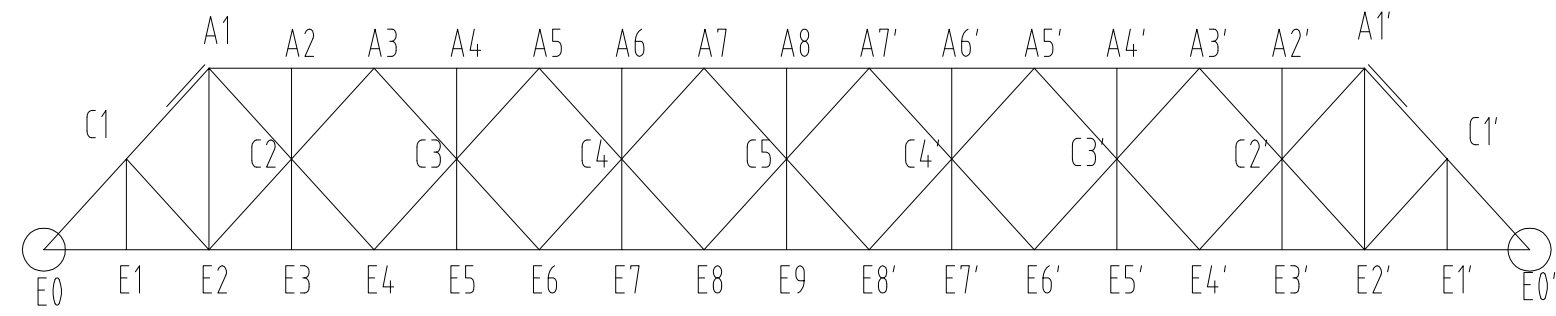 A1 A2 A3 A4 A5 A6 A7 A8 A7' A6' A5' A4' A3' A2' A1'
C1 C2 C3 C4 C5 C4' C3' C2' C1'
E0 E1 E2 E3 E4 E5 E6 E7 E8 E9 E8' E7' E6' E5' E4' E3' E2' E1' E0'